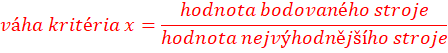 váha kritéria x = hodnota bodovaného stroje / hodnota nejvýhodnějšího stroje